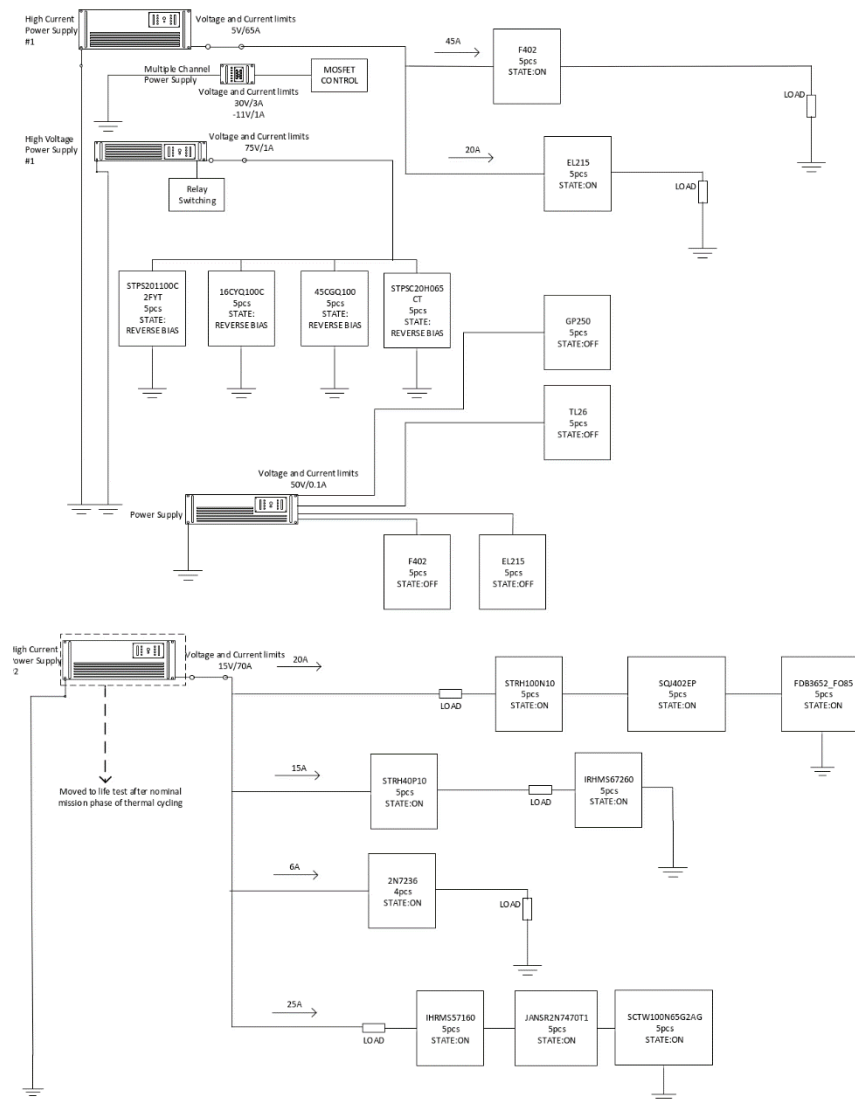 High Current
Power Supply
#1
Voltage and Current limits
5V/65A
Multiple Channel
Power Supply
MOSFET
CONTROL
Voltage and Current limits
30V/3A
-11V/1A
High Voltage
Power Supply
#1
Voltage and Current limits
75V/1A
Relay
Switching
45A
F402
5pcs
STATE:ON
LOAD
20A
EL215
5pcs
STATE:ON
LOAD
STPS201100C
2FYT
5pcs
STATE:
REVERSE BIAS
16CYQ100C
5pcs
STATE:
REVERSE BIAS
45CGQ100
5pcs
STATE:
REVERSE BIAS
STPSC20H065
CT
5pcs
STATE:
REVERSE BIAS
GP250
5pcs
STATE:OFF
TL26
5pcs
STATE:OFF
Voltage and Current limits
50V/0.1A
Power Supply
F402
5pcs
STATE:OFF
EL215
5pcs
STATE:OFF
High Current
Power Supply
#2
Voltage and Current limits
15V/70A
Moved to life test after nominal
mission phase of thermal cycling
20A
LOAD
STRH100N10
5pcs
STATE:ON
SQJ402EP
5pcs
STATE:ON
FDB3652_FO85
5pcs
STATE:ON
15A
STRH40P10
5pcs
STATE:ON
LOAD
IRHMS67260
5pcs
STATE:ON
6A
2N7236
4pcs
STATE:ON
LOAD
25A
LOAD
IHRMS57160
5pcs
STATE:ON
JANSR2N7470T1
5pcs
STATE:ON
SCTW100N65G2AG
5pcs
STATE:ON